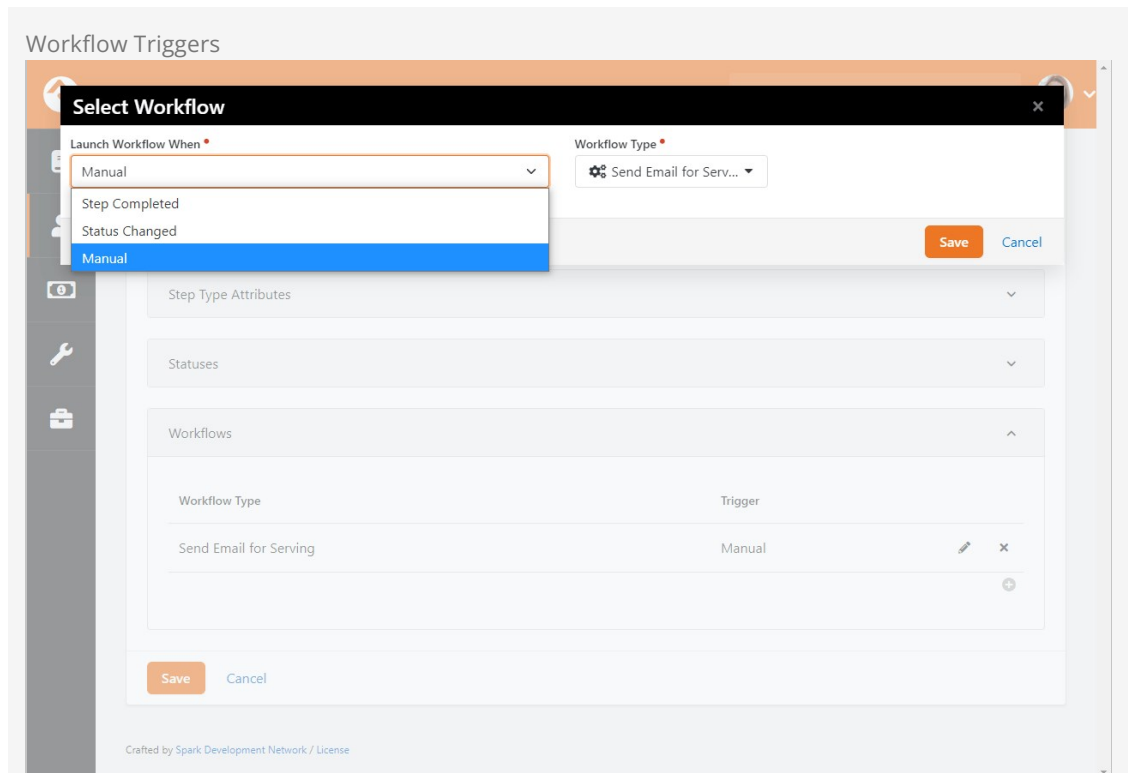 Workflow Triggers
Select Workflow
Launch Workflow When
Workflow Type
Manual
Send Email for Serv...
Step Completed
Status Changed
Manual
Save Cancel
Step Type Attributes
Statuses
Workflows
Workflow Type Trigger
Send Email for Serving Manual
Save Cancel
Crafted by Spark Development Network / License